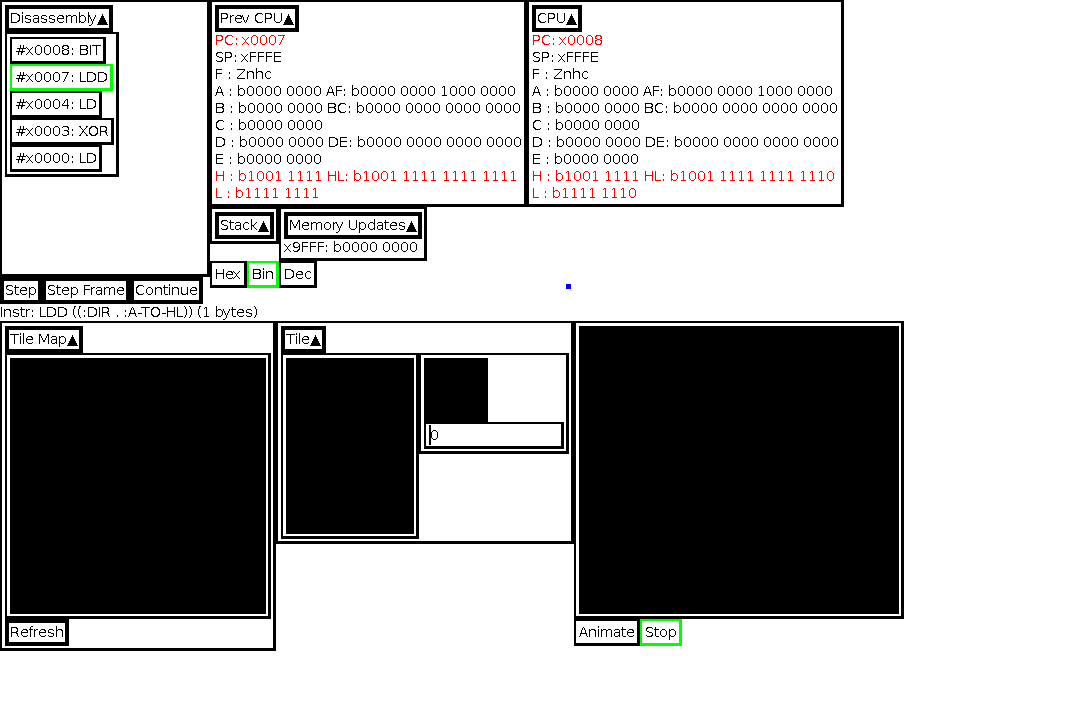 Disassembly▲
#x0008: BIT
#x0007: LDD
#x0004: LD
#x0003: XOR
#x0000: LD
Prev CPU▲
PC: x0007
SP: xFFFE
F : Znhc
A : b0000 0000 AF: b0000 0000 1000 0000
B : b0000 0000 BC: b0000 0000 0000 0000
C : b0000 0000
D : b0000 0000 DE: b0000 0000 0000 0000
E : b0000 0000
H : b1001 1111 HL: b1001 1111 1111 1111
L : b1111 1111
CPU▲
PC: x0008
SP: xFFFE
F : Znhc
A : b0000 0000 AF: b0000 0000 1000 0000
B : b0000 0000 BC: b0000 0000 0000 0000
C : b0000 0000
D : b0000 0000 DE: b0000 0000 0000 0000
E : b0000 0000
H : b1001 1111 HL: b1001 1111 1111 1110
L : b1111 1110
Stack▲
Memory Updates▲
x9FFF: b0000 0000
Hex Bin Dec
Step Step Frame Continue
Instr: LDD ((:DIR . :A-TO-HL)) (1 bytes)
Tile Map▲
Refresh
Tile▲
0
Animate Stop